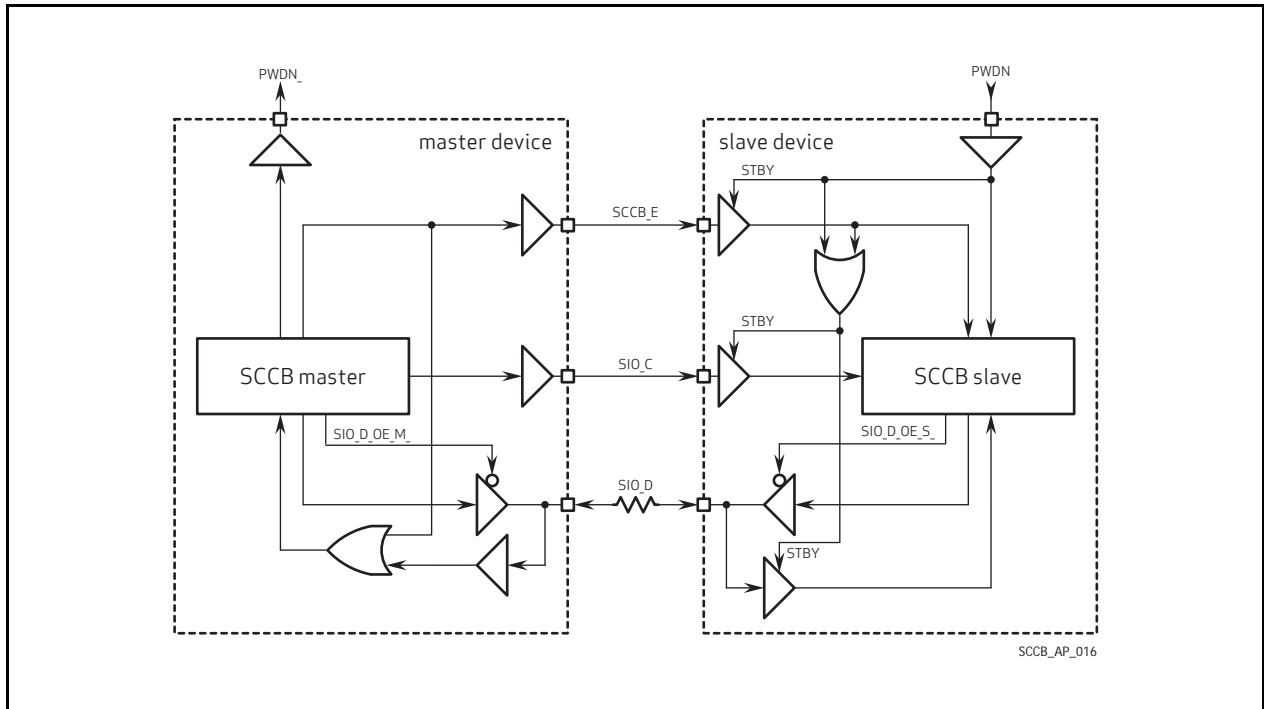 PWDN_
PWDN
master device
slave device
STBY
SCCB_E
STBY
SIO_C
SCCB master
SCCB slave
SIO_D_OE_M_
SIO_D_OE_S_
SIO_D
STBY
SCCB_AP_016